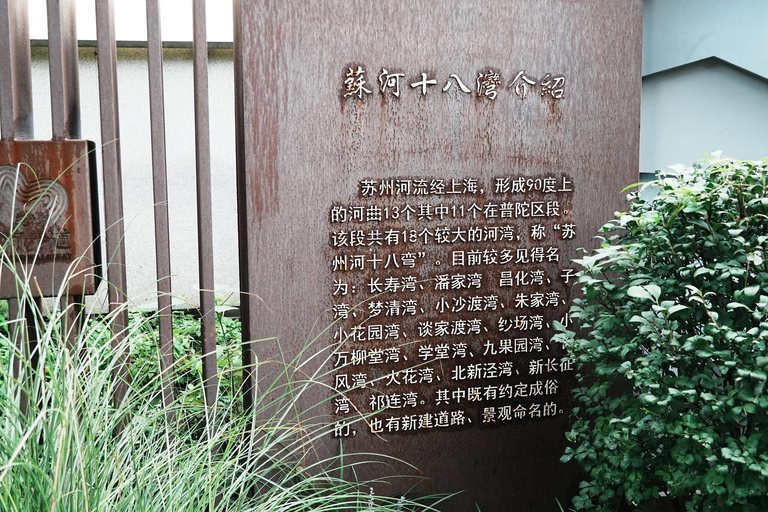 蘇河十八灣介紹
苏州河流经上海，形成90度上
的河曲13个其中11个在普陀区段。
该段共有18个较大的河湾，称“苏
州河十八弯”。目前较多见得名
为：长寿湾、潘家湾 昌化湾、子
湾、梦清湾、小沙渡湾、朱家湾、
小花园湾、谈家渡湾、纱场湾、小
万柳堂湾、学堂湾、九果园湾、
风湾、火花湾、北新泾湾、新长征
湾 祁连湾。其中既有约定成俗
的，也有新建道路、景观命名的。